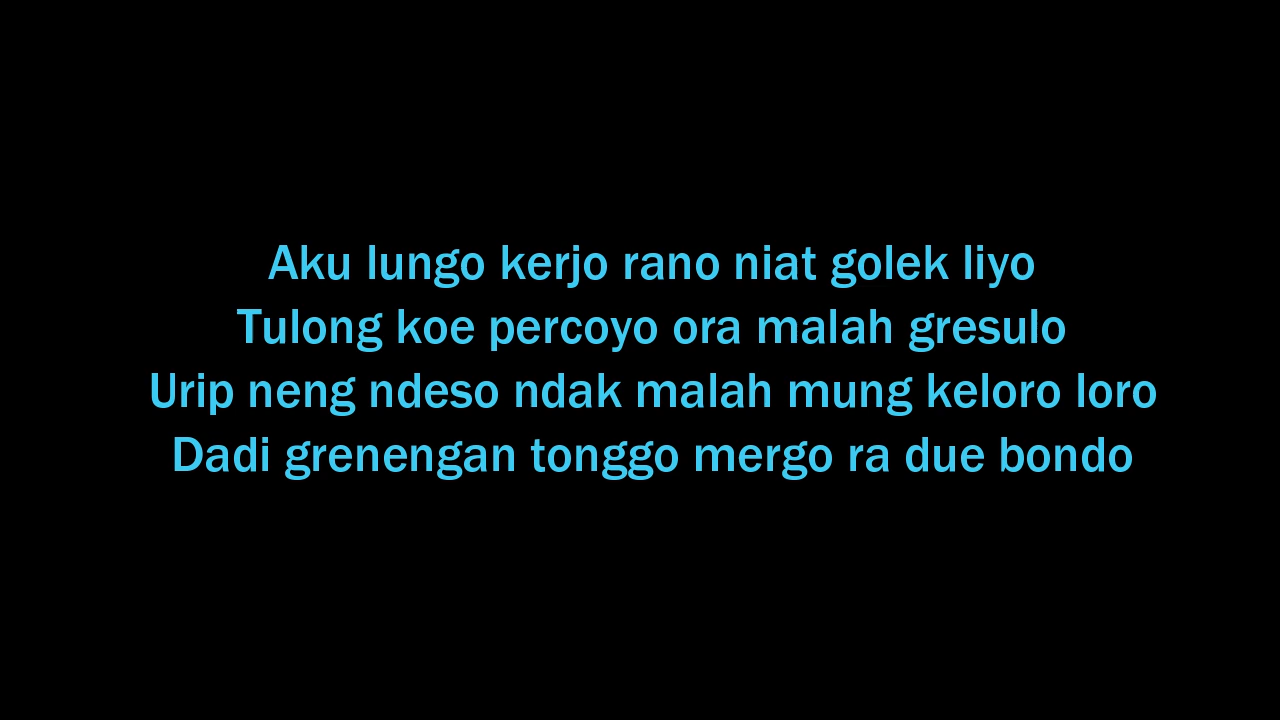 Aku lungo kerjo rano niat golek liyo
Tulong koe percoyo ora malah gresulo
Urip neng ndeso ndak malah mung keloro loro
Dadi grenengan tonggo mergo ra due bondo